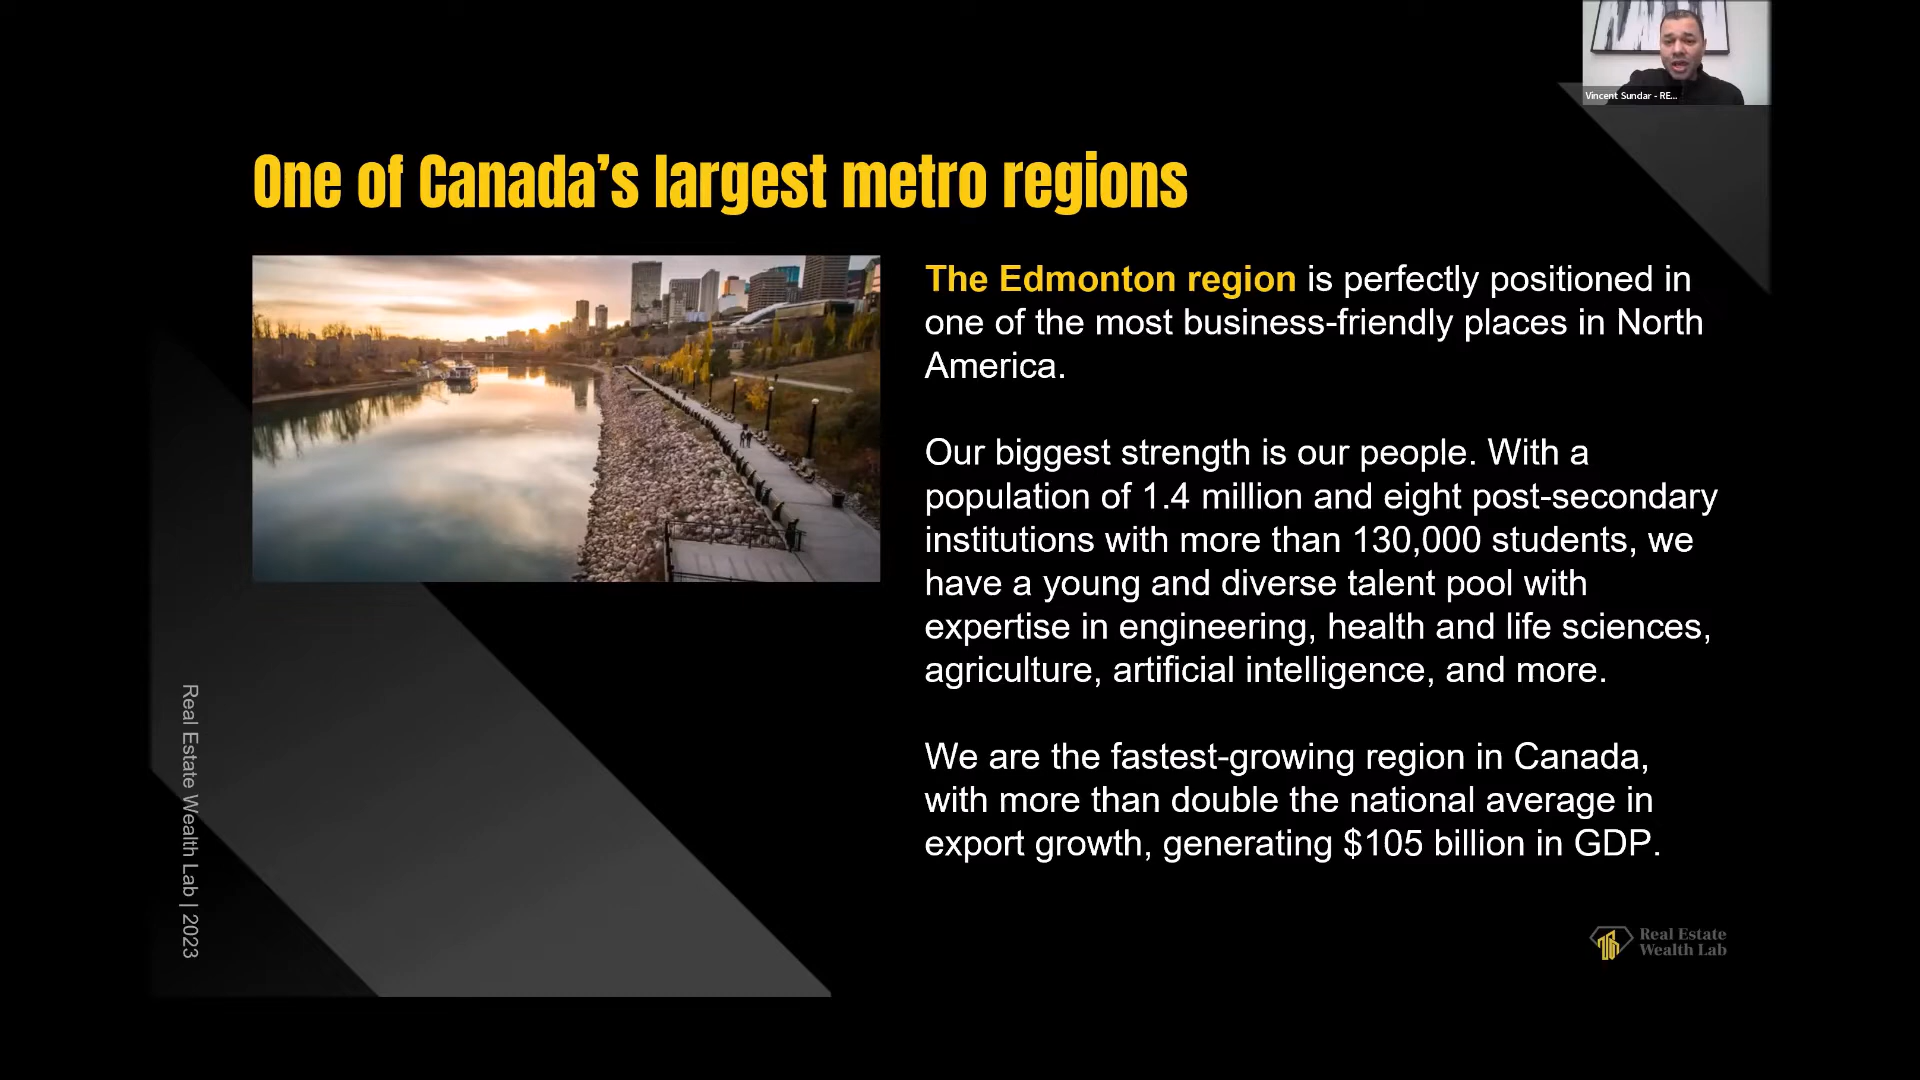 Vincent Sundar - RE...
One of Canada’s largest metro regions
The Edmonton region is perfectly positioned in
one of the most business-friendly places in North
America.
Our biggest strength is our people. With a
population of 1.4 million and eight post-secondary
institutions with more than 130,000 students, we
have a young and diverse talent pool with
expertise in engineering, health and life sciences,
agriculture, artificial intelligence, and more.
We are the fastest-growing region in Canada,
with more than double the national average in
export growth, generating $105 billion in GDP.
Real Estate Wealth Lab | 2023
Real Estate
Wealth Lab